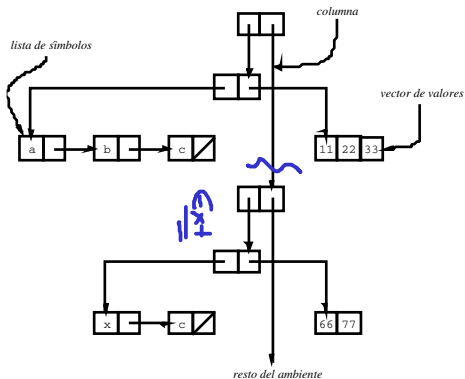 columna
lista de símbolos
vector de valores
a b c
11 22 33
x c
66 77
resto del ambiente